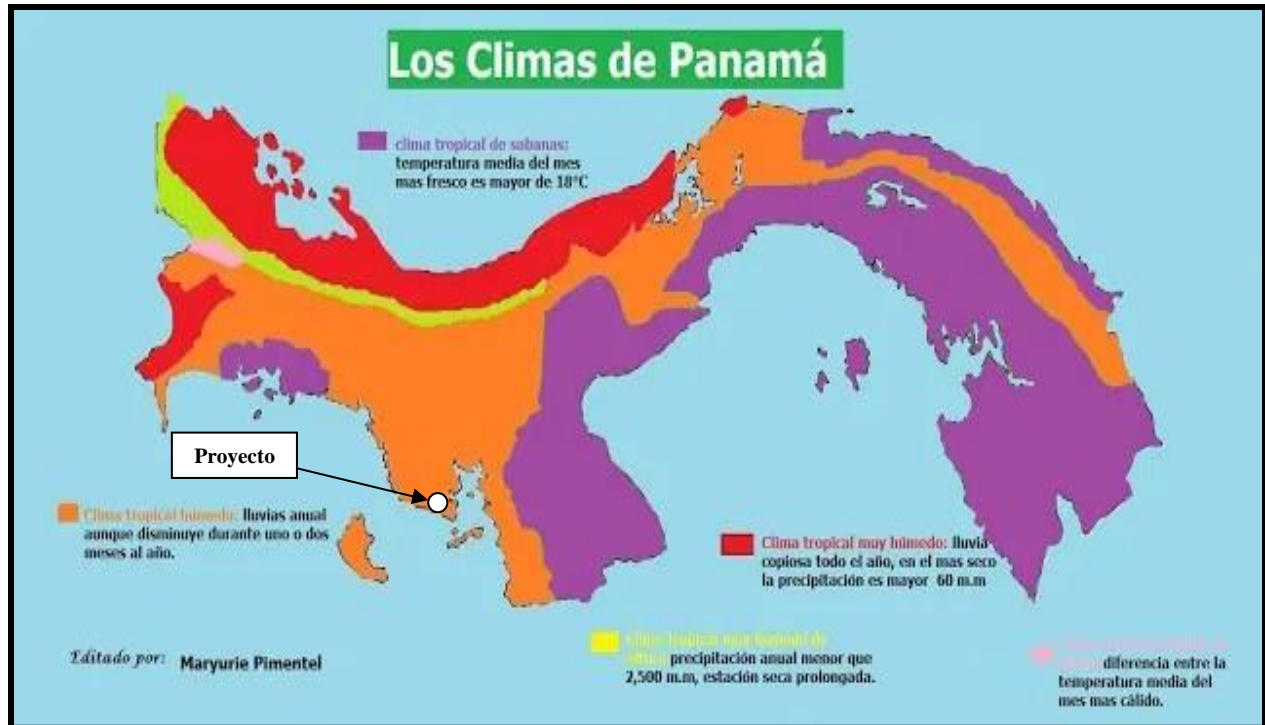 Los Climas de Panamá
clima tropical de sabanas:
temperatura media del mes
mas fresco es mayor de 18°C
Proyecto
Clima tropical húmedo: lluvias anual
aunque disminuye durante uno o dos
meses al año.
Clima tropical muy húmedo: lluvia
copiosa todo el año, en el mas seco
la precipitación es mayor 60 m.m
precipitación anual menor que
2,500 m.m, estación seca prolongada.
diferencia entre la
temperatura media del
mes mas cálido.
Editado por: Maryurie Pimentel